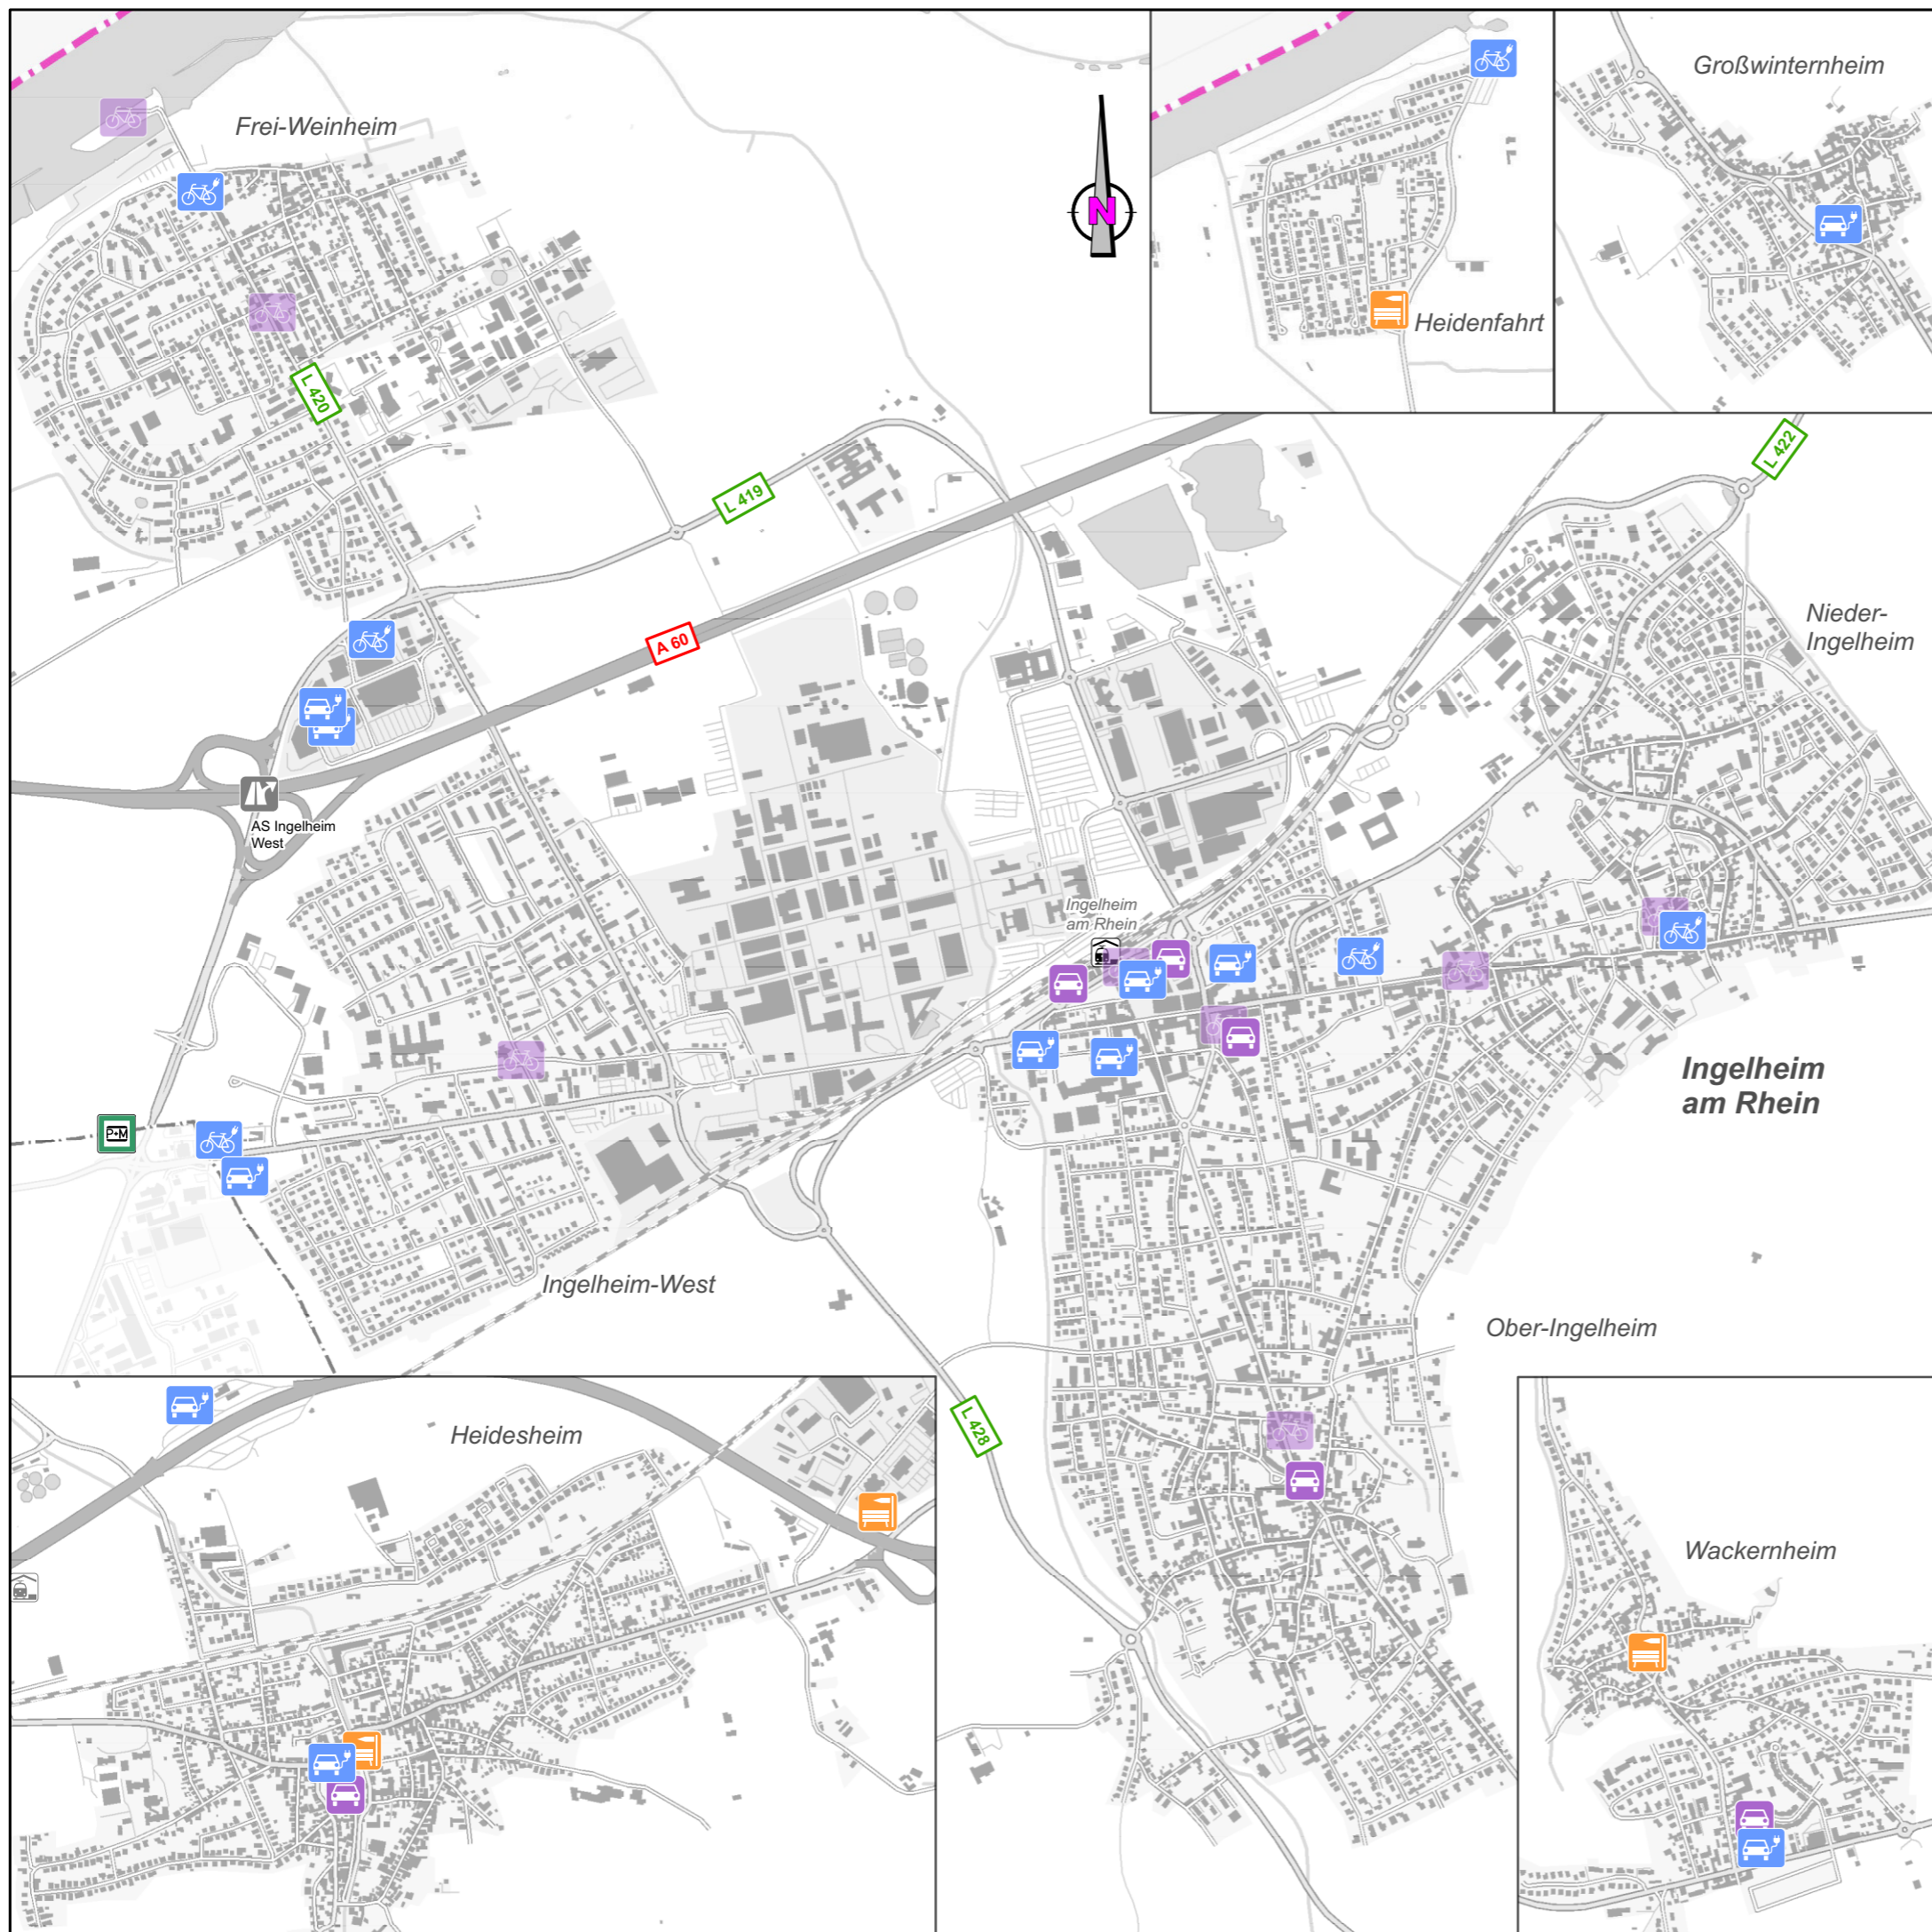 Großwinternheim
Frei-Weinheim
N
Heidenfahrt
L 420
L 422
L 419
Nieder-
Ingelheim
A 60
AS Ingelheim
West
Ingelheim
am Rhein
Ingelheim
am Rhein
P+M
Ingelheim-West
Ober-Ingelheim
L 428
Heidesheim
Wackernheim